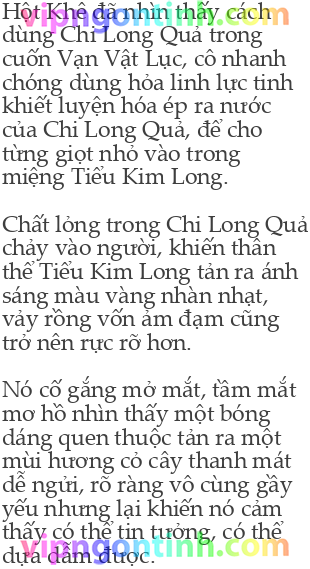 Hột Khê đã nhìn thấy cách
dùng Chi Long Quả trong
cuốn Vạn Vật Lục, cô nhanh
chóng dùng hỏa linh lực tinh
khiết luyện hóa ép ra nước
của Chi Long Quả, để cho
từng giọt nhỏ vào trong
miệng Tiểu Kim Long.
Chất lỏng trong Chi Long Quả
chảy vào người, khiến thân
thể Tiểu Kim Long tản ra ánh
sáng màu vàng nhàn nhạt,
vảy rồng vốn ảm đạm cũng
trở nên rực rỡ hơn.
Nó cố gắng mở mắt, tầm mắt
mơ hồ nhìn thấy một bóng
dáng quen thuộc tản ra một
mùi hương cỏ cây thanh mát
dễ ngửi, rõ ràng vô cùng gầy
yếu nhưng lại khiến nó cảm
thấy có thể tin tưởng, có thể
dựa dẫm được.
vipngontinh.com
vipngontinh.com